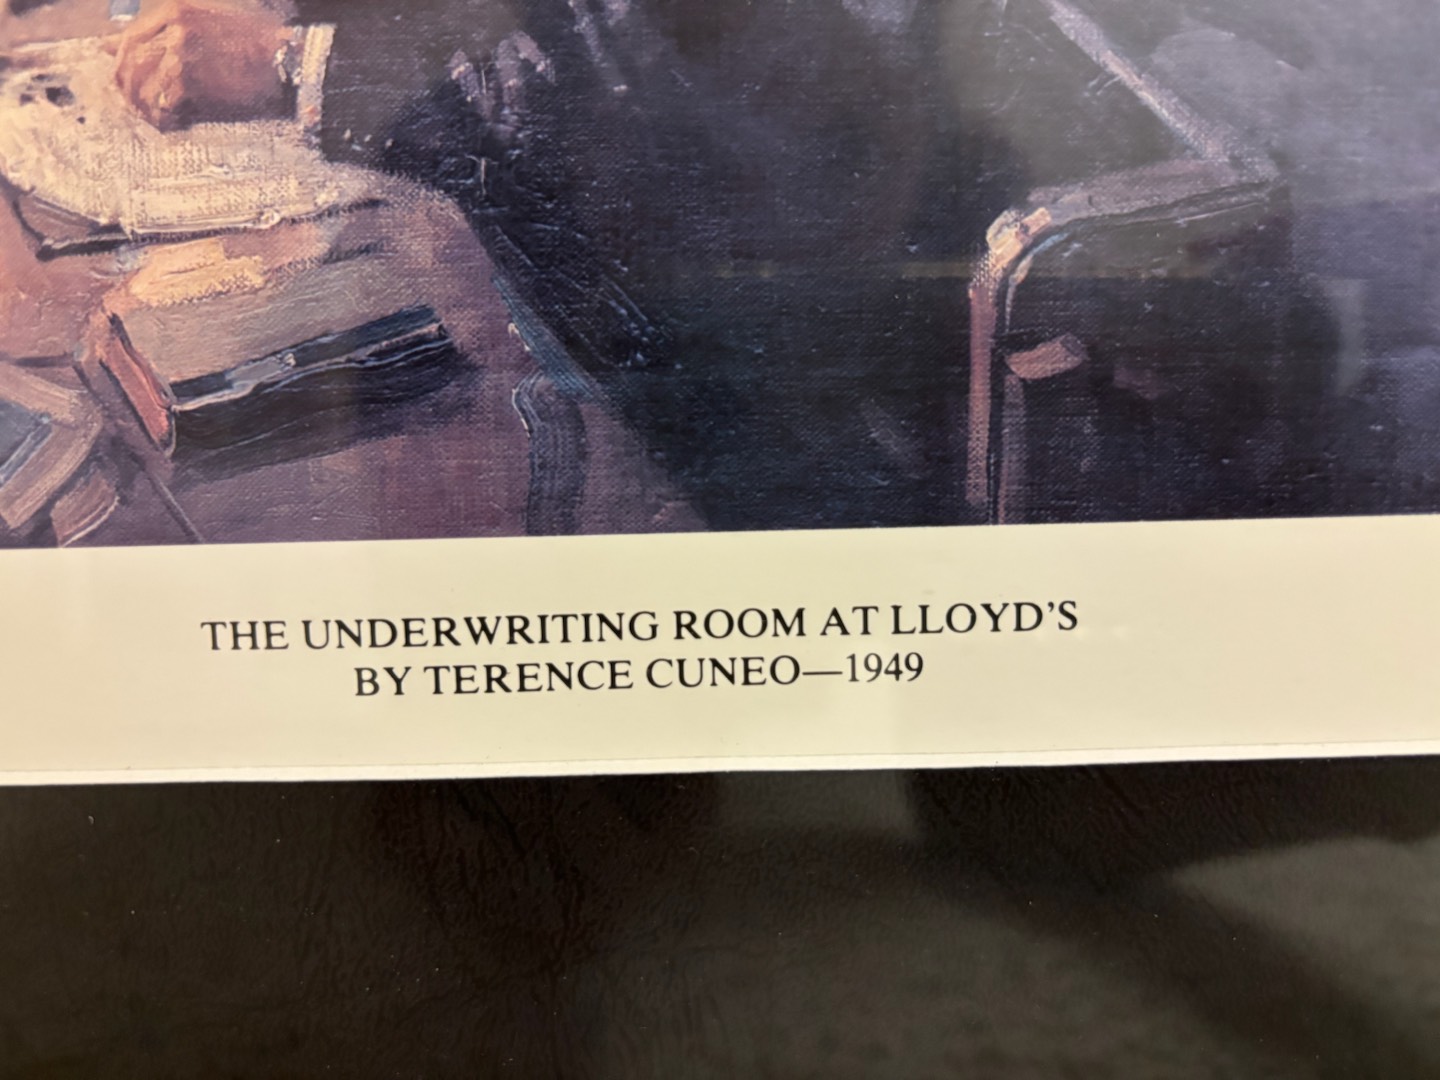 THE UNDERWRITING ROOM AT LLOYD'S
BY TERENCE CUNEO—1949